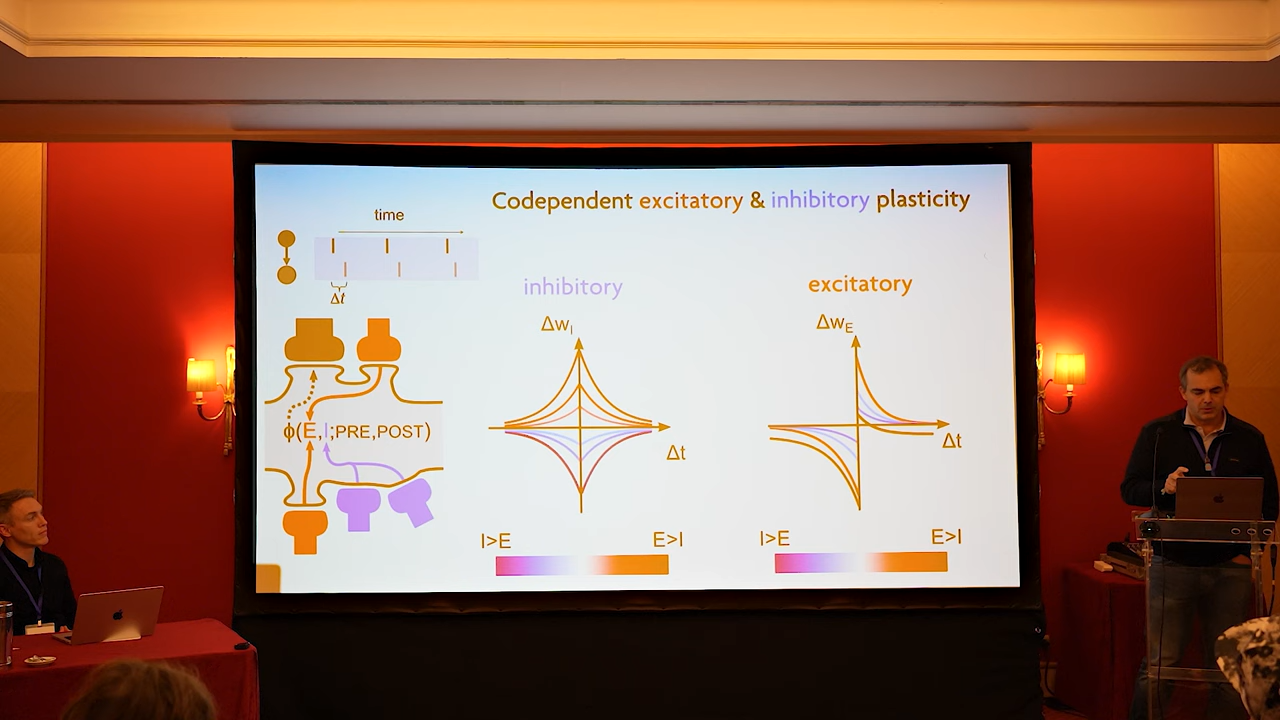 Codependent excitatory & inhibitory plasticity
time
Δt
ϕ(E,I;PRE,POST)
inhibitory
Δw_I
Δt
I>E E>I
excitatory
Δw_E
Δt
I>E E>I